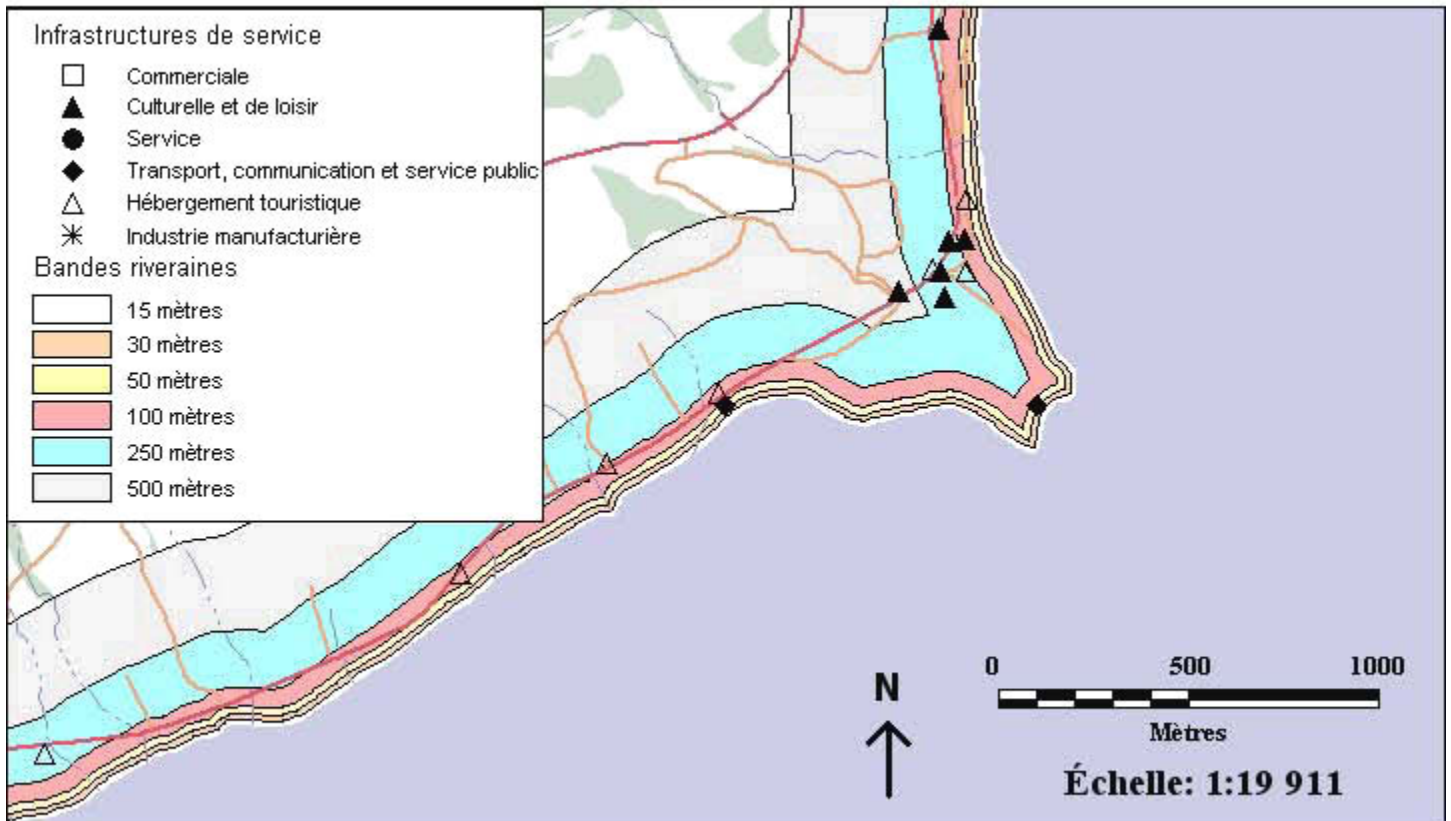 Infrastructures de service
Commerciale
Culturelle et de loisir
Service
Transport, communication et service public
Hébergement touristique
Industrie manufacturière
Bandes riveraines
15 mètres
30 mètres
50 mètres
100 mètres
250 mètres
500 mètres
N
0 500 1000
Mètres
Échelle: 1:19 911